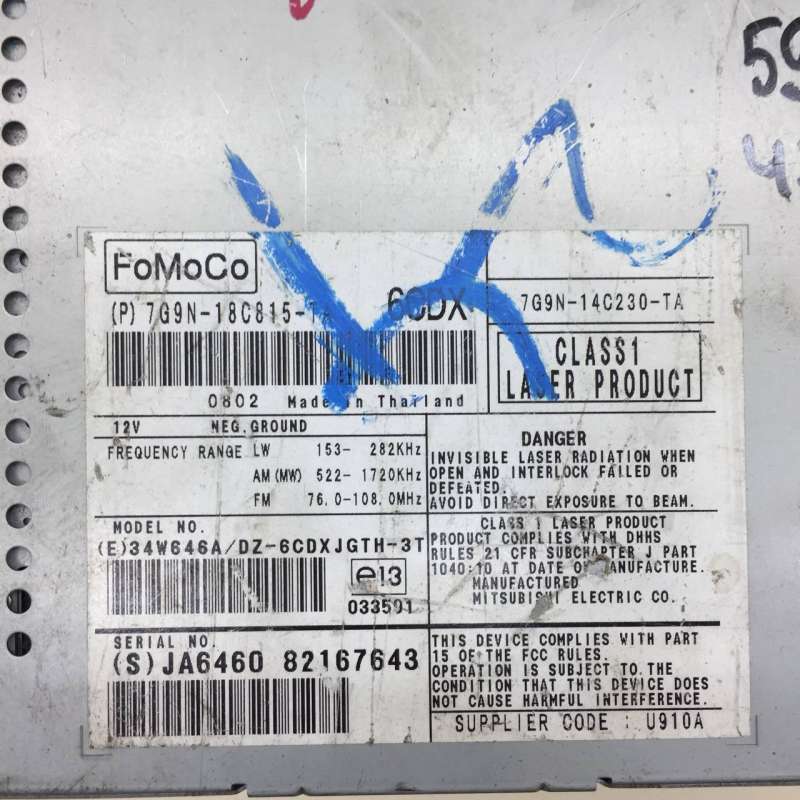 59
FoMoCo
(P) 7G9N-18C815-TA 6CDX
7G9N-14C230-TA
CLASS1
LASER PRODUCT
0802 Made in Thailand
12V NEG.GROUND
FREQUENCY RANGE LW 153- 282KHz
AM(MW) 522-1720KHz
FM 76.0-108.0MHz
DANGER
INVISIBLE LASER RADIATION WHEN
OPEN AND INTERLOCK FAILED OR
DEFEATED.
AVOID DIRECT EXPOSURE TO BEAM.
MODEL NO.
(E)34W646A/DZ-6CDXJGTH-3T
e13
033591
CLASS 1 LASER PRODUCT
PRODUCT COMPLIES WITH DHHS
RULES 21 CFR SUBCHAPTER J PART
1040:10 AT DATE OF MANUFACTURE.
MANUFACTURED
MITSUBISHI ELECTRIC CO.
SERIAL NO.
(S)JA6460 82167643
THIS DEVICE COMPLIES WITH PART
15 OF THE FCC RULES.
OPERATION IS SUBJECT TO THE
CONDITION THAT THIS DEVICE DOES
NOT CAUSE HARMFUL INTERFERENCE.
SUPPLIER CODE : U910A